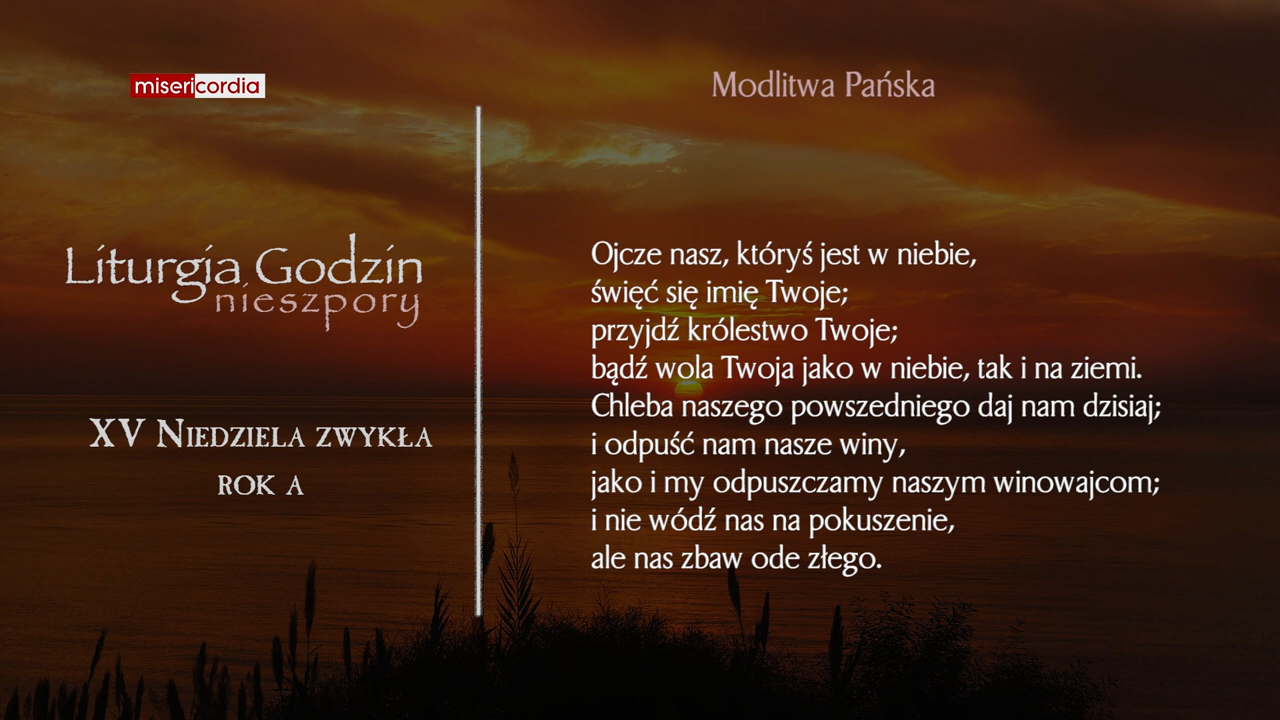 misericordia
Liturgia Godzin
nieszpory
XV Niedziela zwykła
rok A
Modlitwa Pańska
Ojcze nasz, któryś jest w niebie,
święć się imię Twoje;
przyjdź królestwo Twoje;
bądź wola Twoja jako w niebie, tak i na ziemi.
Chleba naszego powszedniego daj nam dzisiaj;
i odpuść nam nasze winy,
jako i my odpuszczamy naszym winowajcom;
i nie wódź nas na pokuszenie,
ale nas zbaw ode złego.